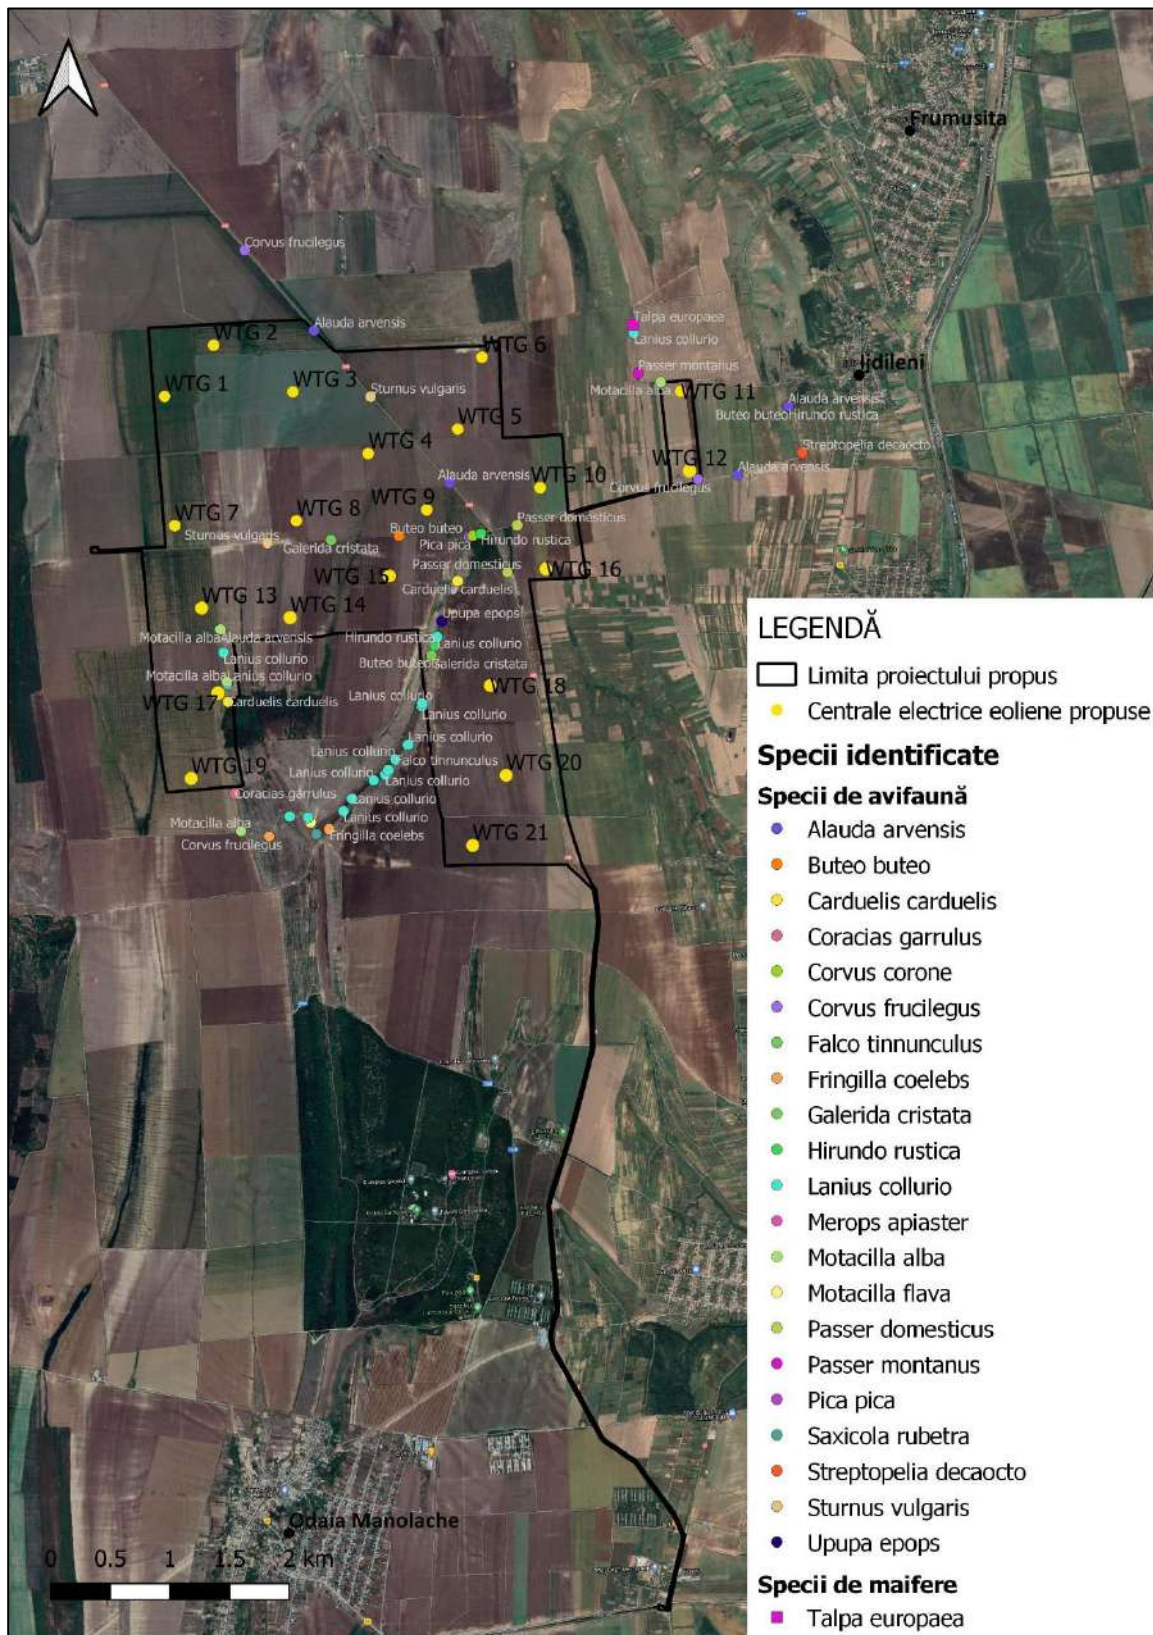 Frumusita
Corvus frucilegus
Alauda arvensis
Talpa europaea
WTG 2
Lanius collurio
WTG 6
Passer montanus
Ijdileni
WTG 1
WTG 3
Sturnus vulgaris
Motacilla alba
WTG 11
Alauda arvensis
Buteo buteo
Hirundo rustica
WTG 5
WTG 4
Streptopelia decaocto
WTG 12
Alauda arvensis
Alauda arvensis
WTG 10
Corvus frucilegus
WTG 9
WTG 7
WTG 8
Passer domesticus
Sturnus vulgaris
Buteo buteo
Hirundo rustica
Galerida cristata
Pica pica
Passer domesticus
WTG 16
WTG 15
Carduelis carduelis
WTG 13
WTG 14
Upupa epops
Motacilla alba
Alauda arvensis
Hirundo rustica
Lanius collurio
Lanius collurio
Buteo buteo
Galerida cristata
Motacilla alba
Lanius collurio
WTG 18
WTG 17
Carduelis carduelis
Lanius collurio
Lanius collurio
Lanius collurio
Lanius collurio
Falco tinnunculus
WTG 19
Lanius collurio
Lanius collurio
WTG 20
Coracias garrulus
Lanius collurio
Motacilla alba
Lanius collurio
Corvus frucilegus
Fringilla coelebs
WTG 21
Odaia Manolache
0 0.5 1 1.5 2 km
LEGENDĂ
Limita proiectului propus
Centrale electrice eoliene propuse
Specii identificate
Specii de avifaună
Alauda arvensis
Buteo buteo
Carduelis carduelis
Coracias garrulus
Corvus corone
Corvus frucilegus
Falco tinnunculus
Fringilla coelebs
Galerida cristata
Hirundo rustica
Lanius collurio
Merops apiaster
Motacilla alba
Motacilla flava
Passer domesticus
Passer montanus
Pica pica
Saxicola rubetra
Streptopelia decaocto
Sturnus vulgaris
Upupa epops
Specii de maifere
Talpa europaea